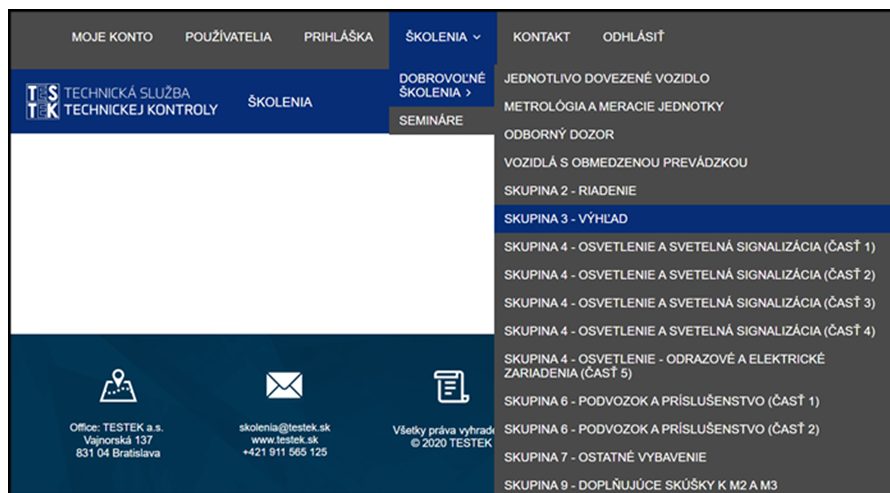 MOJE KONTO
POUŽÍVATELIA
PRIHLÁŠKA
ŠKOLENIA
KONTAKT
ODHLÁSIŤ
TESTEK
TECHNICKÁ SLUŽBA
TECHNICKEJ KONTROLY
ŠKOLENIA
DOBROVOĽNÉ
ŠKOLENIA >
SEMINÁRE
JEDNOTLIVO DOVEZENÉ VOZIDLO
METROLÓGIA A MERACIE JEDNOTKY
ODBORNÝ DOZOR
VOZIDLÁ S OBMEDZENOU PREVÁDZKOU
SKUPINA 2 - RIADENIE
SKUPINA 3 - VÝHĽAD
SKUPINA 4 - OSVETLENIE A SVETELNÁ SIGNALIZÁCIA (ČASŤ 1)
SKUPINA 4 - OSVETLENIE A SVETELNÁ SIGNALIZÁCIA (ČASŤ 2)
SKUPINA 4 - OSVETLENIE A SVETELNÁ SIGNALIZÁCIA (ČASŤ 3)
SKUPINA 4 - OSVETLENIE A SVETELNÁ SIGNALIZÁCIA (ČASŤ 4)
SKUPINA 4 - OSVETLENIE - ODRAZOVÉ A ELEKTRICKÉ
ZARIADENIA (ČASŤ 5)
SKUPINA 6 - PODVOZOK A PRÍSLUŠENSTVO (ČASŤ 1)
SKUPINA 6 - PODVOZOK A PRÍSLUŠENSTVO (ČASŤ 2)
SKUPINA 7 - OSTATNÉ VYBAVENIE
SKUPINA 9 - DOPLŇUJÚCE SKÚŠKY K M2 A M3
Office: TESTEK a.s.
Vajnorská 137
831 04 Bratislava
skolenia@testek.sk
www.testek.sk
+421 911 565 125
Všetky práva vyhrade
© 2020 TESTEK